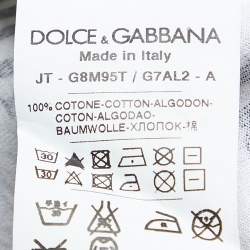 DOLCE & GABBANA
Made in Italy
JT - G8M95T / G7AL2 - A
100% COTONE-COTTON-ALGODON-
COTON-ALGODAO-
BAUMWOLLE-ХЛОПОК-棉
30
30